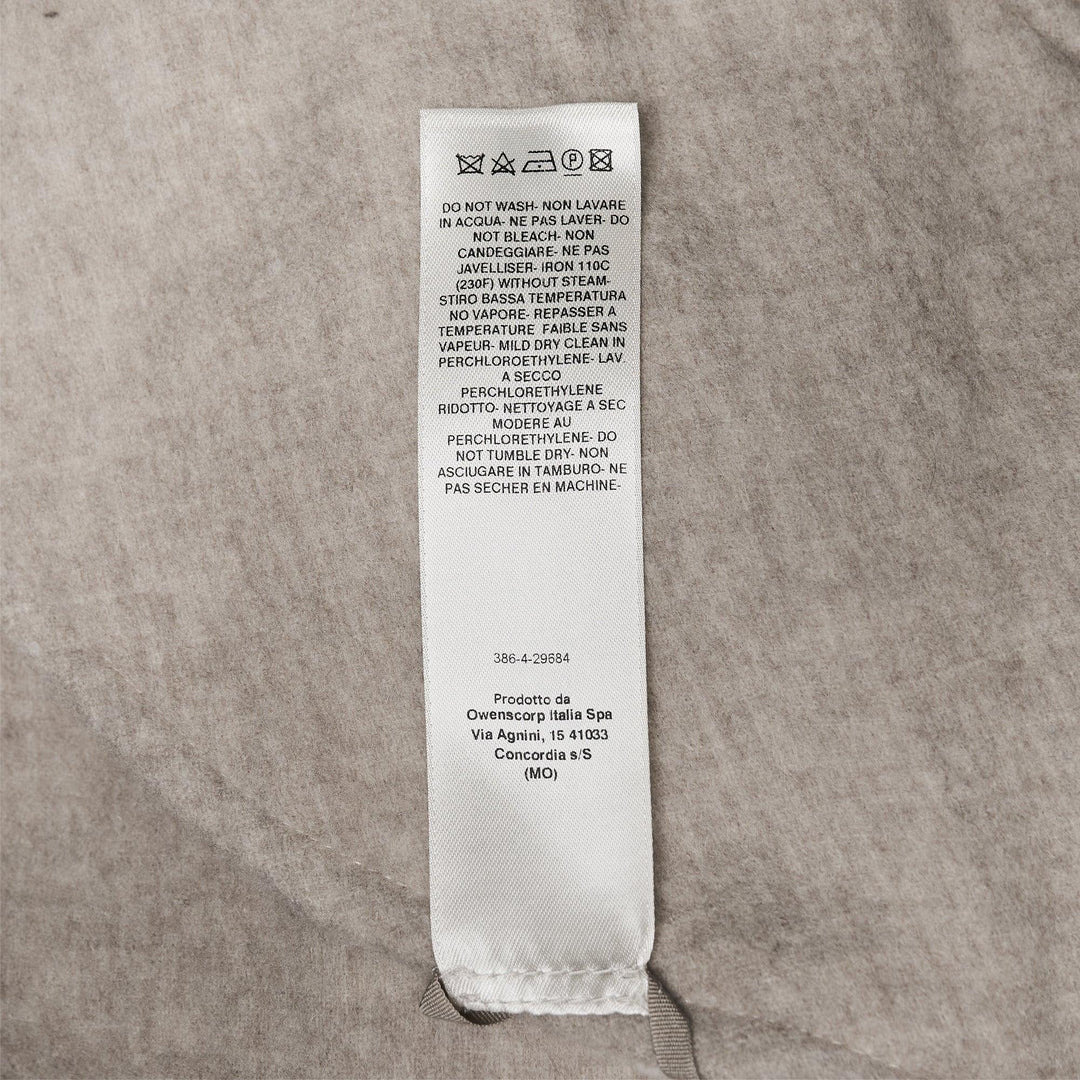 P
DO NOT WASH- NON LAVARE
IN ACQUA- NE PAS LAVER- DO
NOT BLEACH- NON
CANDEGGIARE- NE PAS
JAVELLISER- IRON 110C
(230F) WITHOUT STEAM-
STIRO BASSA TEMPERATURA
NO VAPORE- REPASSER A
TEMPERATURE FAIBLE SANS
VAPEUR- MILD DRY CLEAN IN
PERCHLOROETHYLENE- LAV.
A SECCO
PERCHLORETHYLENE
RIDOTTO- NETTOYAGE A SEC
MODERE AU
PERCHLORETHYLENE- DO
NOT TUMBLE DRY- NON
ASCIUGARE IN TAMBURO- NE
PAS SECHER EN MACHINE-
386-4-29684
Prodotto da
Owenscorp Italia Spa
Via Agnini, 15 41033
Concordia s/S
(MO)